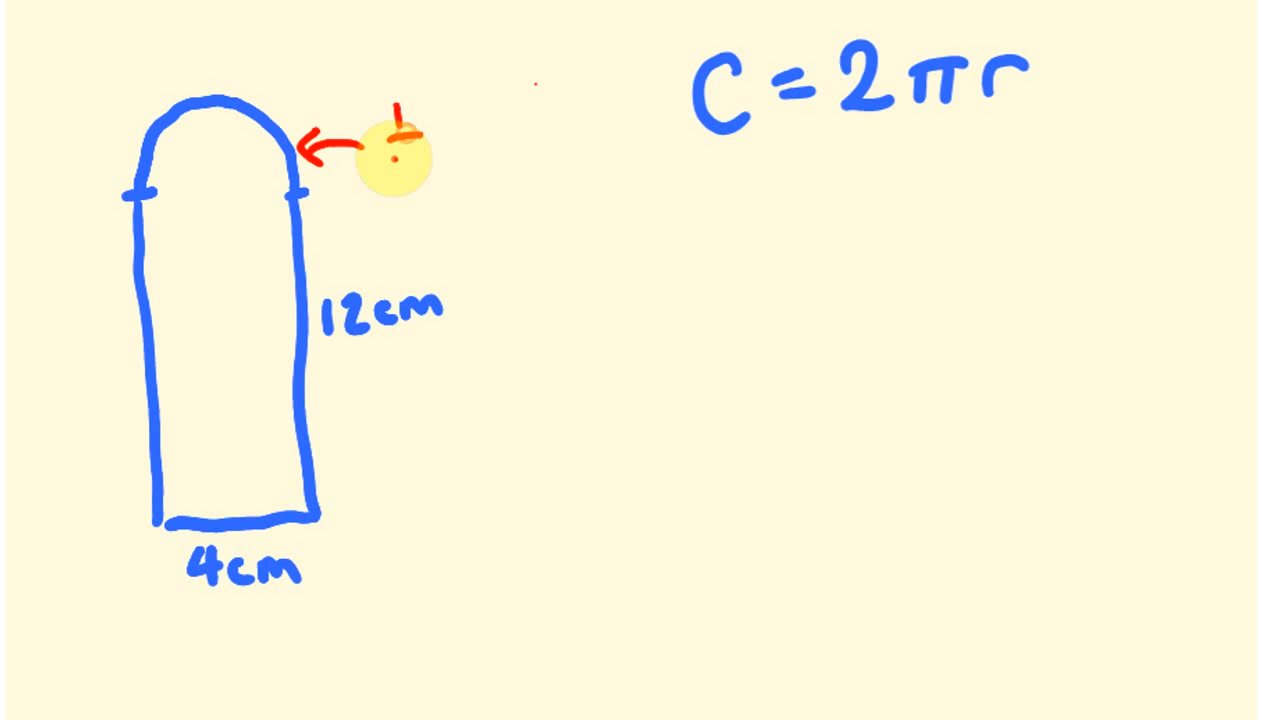 C = 2πr
12cm
4cm